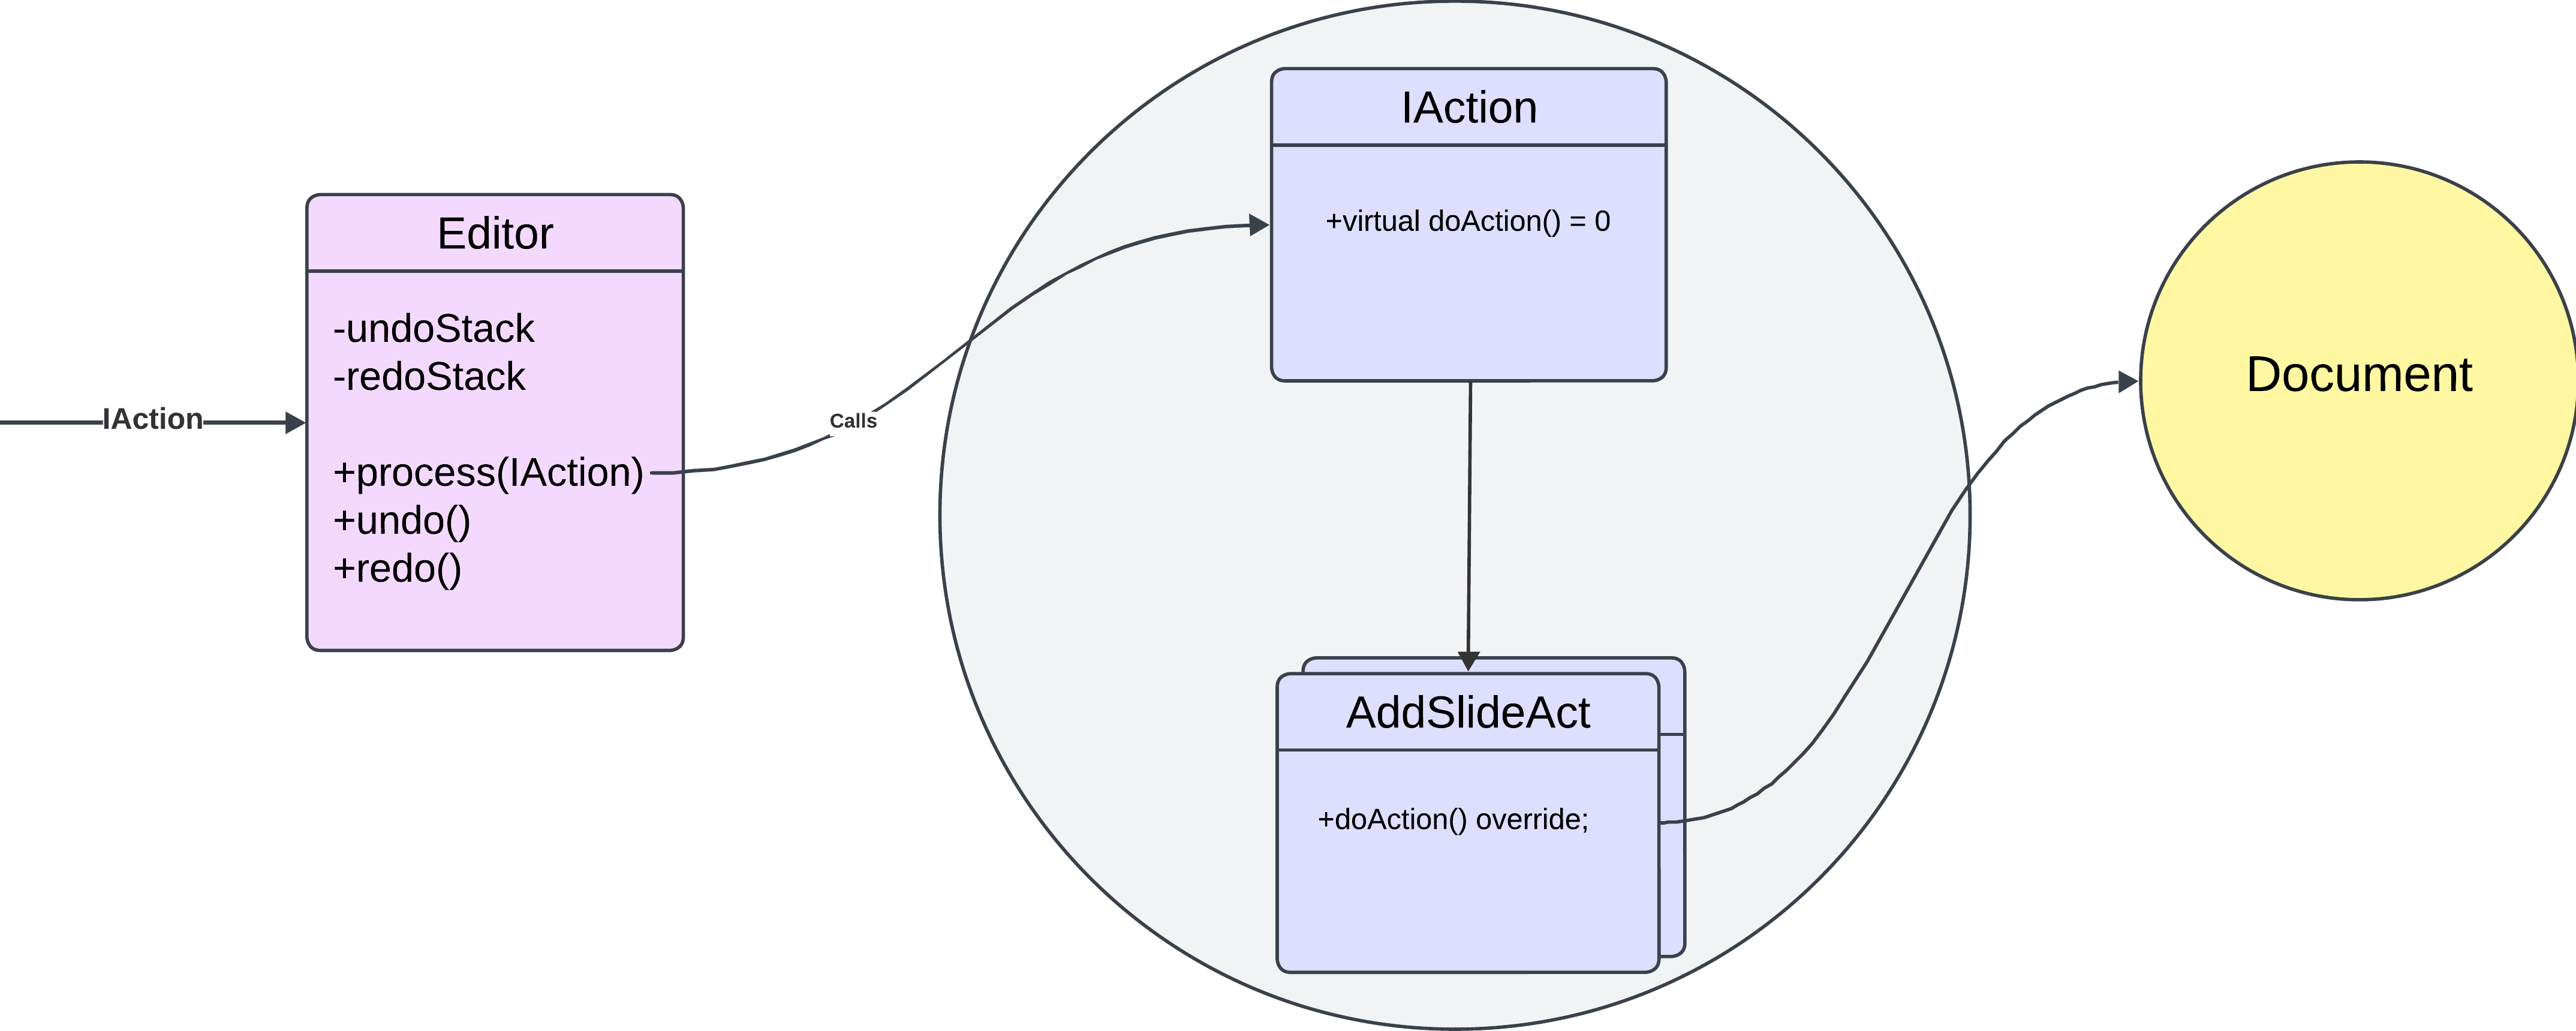 IAction
Editor
-undoStack
-redoStack
+process(IAction)
+undo()
+redo()
Calls
IAction
+virtual doAction() = 0
AddSlideAct
+doAction() override;
Document